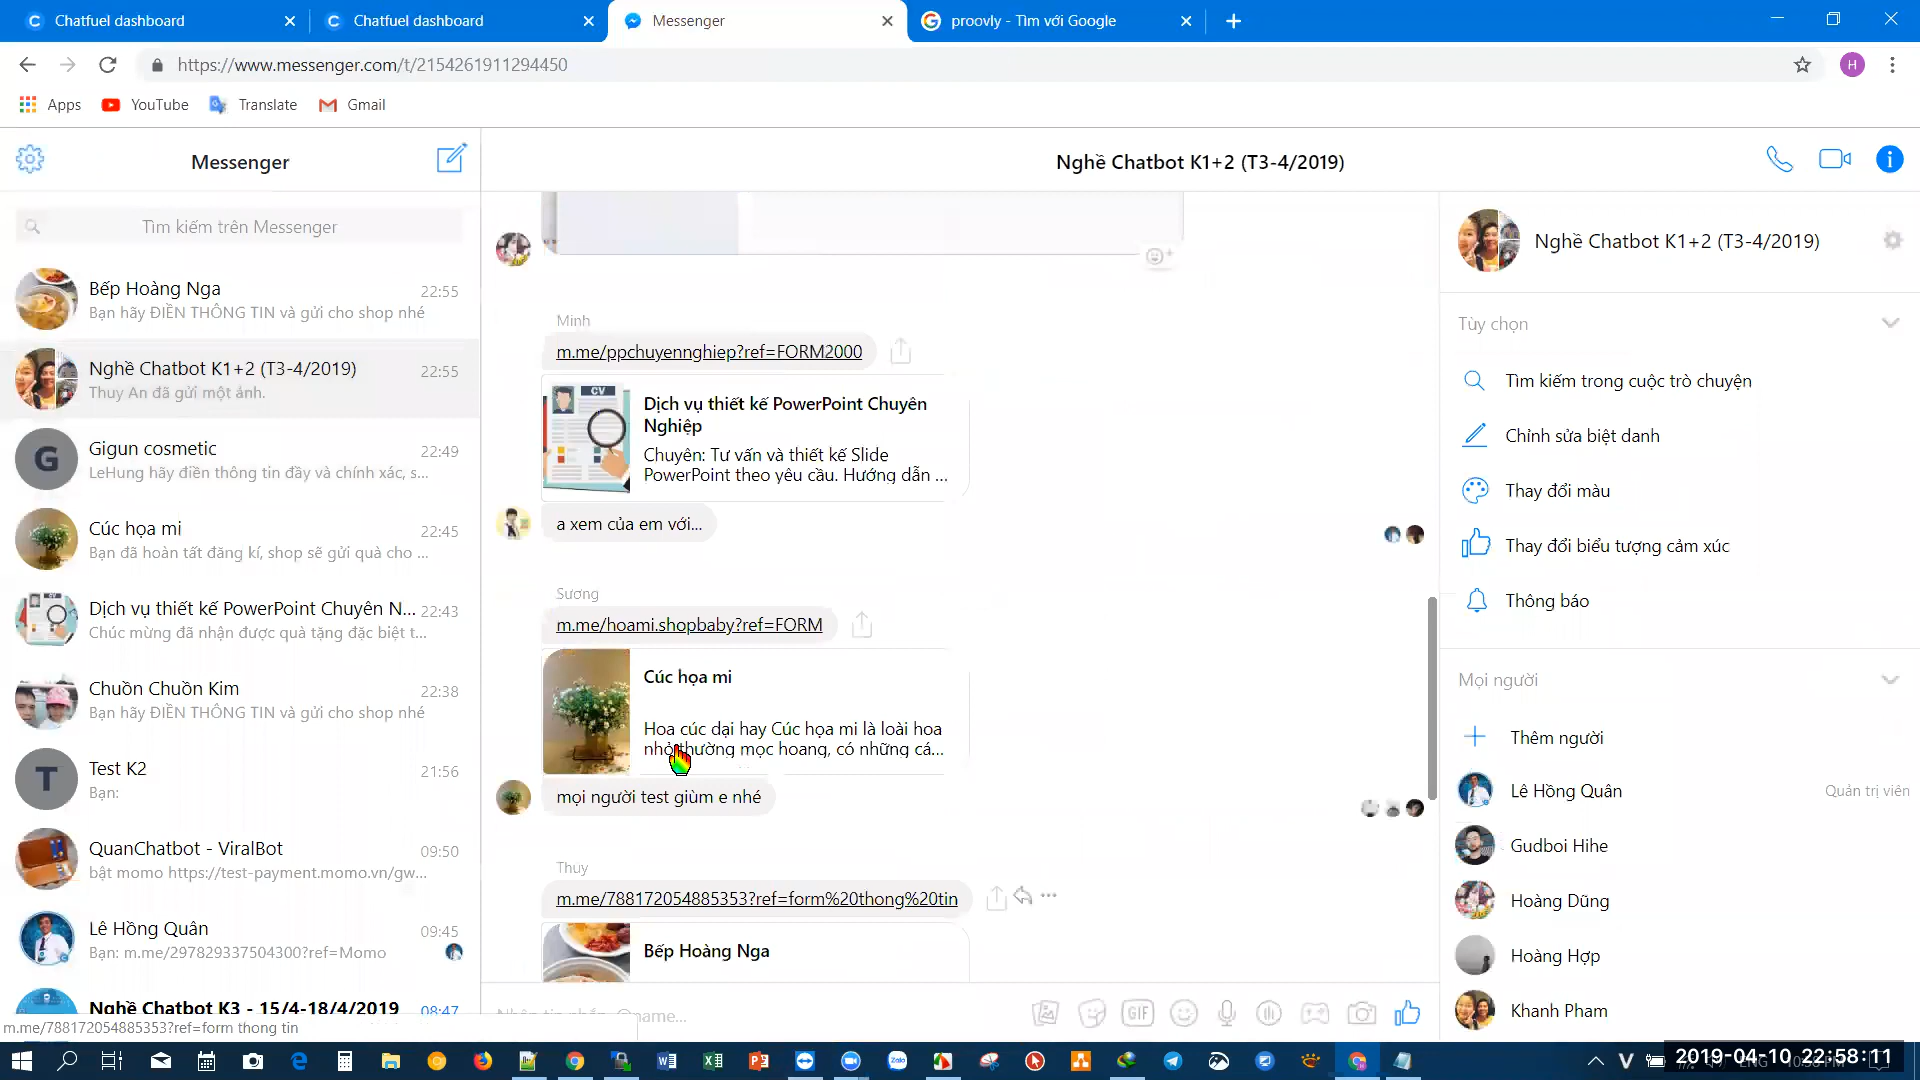 Chatfuel dashboard
Chatfuel dashboard
Messenger
proovly - Tìm với Google
https://www.messenger.com/t/2154261911294450
H
Apps
YouTube
Translate
Gmail
Messenger
Tìm kiếm trên Messenger
Bếp Hoàng Nga
22:55
Bạn hãy ĐIỀN THÔNG TIN và gửi cho shop nhé
Nghề Chatbot K1+2 (T3-4/2019)
22:55
Thuy An đã gửi một ảnh.
G
Gigun cosmetic
22:49
LeHung hãy điền thông tin đầy và chính xác, s...
Cúc họa mi
22:45
Bạn đã hoàn tất đăng kí, shop sẽ gửi quà cho ...
Dịch vụ thiết kế PowerPoint Chuyên N...
22:43
Chúc mừng đã nhận được quà tặng đặc biệt t...
Chuồn Chuồn Kim
22:38
Bạn hãy ĐIỀN THÔNG TIN và gửi cho shop nhé
T
Test K2
21:56
Bạn:
QuanChatbot - ViralBot
09:50
bật momo https://test-payment.momo.vn/gw...
Lê Hồng Quân
09:45
Bạn: m.me/297829337504300?ref=Momo
Nghề Chatbot K3 - 15/4-18/4/2019
08:47
m.me/788172054885353?ref=form thong tin
Nghề Chatbot K1+2 (T3-4/2019)
Minh
m.me/ppchuyennghiep?ref=FORM2000
CV
Dịch vụ thiết kế PowerPoint Chuyên
Nghiệp
Chuyên: Tư vấn và thiết kế Slide
PowerPoint theo yêu cầu. Hướng dẫn ...
a xem của em với...
Sương
m.me/hoami.shopbaby?ref=FORM
Cúc họa mi
Hoa cúc dại hay Cúc họa mi là loài hoa
nhỏ thường mọc hoang, có những cá...
mọi người test giùm e nhé
Thuy
m.me/788172054885353?ref=form%20thong%20tin
Bếp Hoàng Nga
GIF
Nghề Chatbot K1+2 (T3-4/2019)
Tùy chọn
Tìm kiếm trong cuộc trò chuyện
Chỉnh sửa biệt danh
Thay đổi màu
Thay đổi biểu tượng cảm xúc
Thông báo
Mọi người
Thêm người
Lê Hồng Quân
Quản trị viên
Gudboi Hihe
Hoàng Dũng
Hoàng Hợp
Khanh Pham
2019-04-10 22:58:11